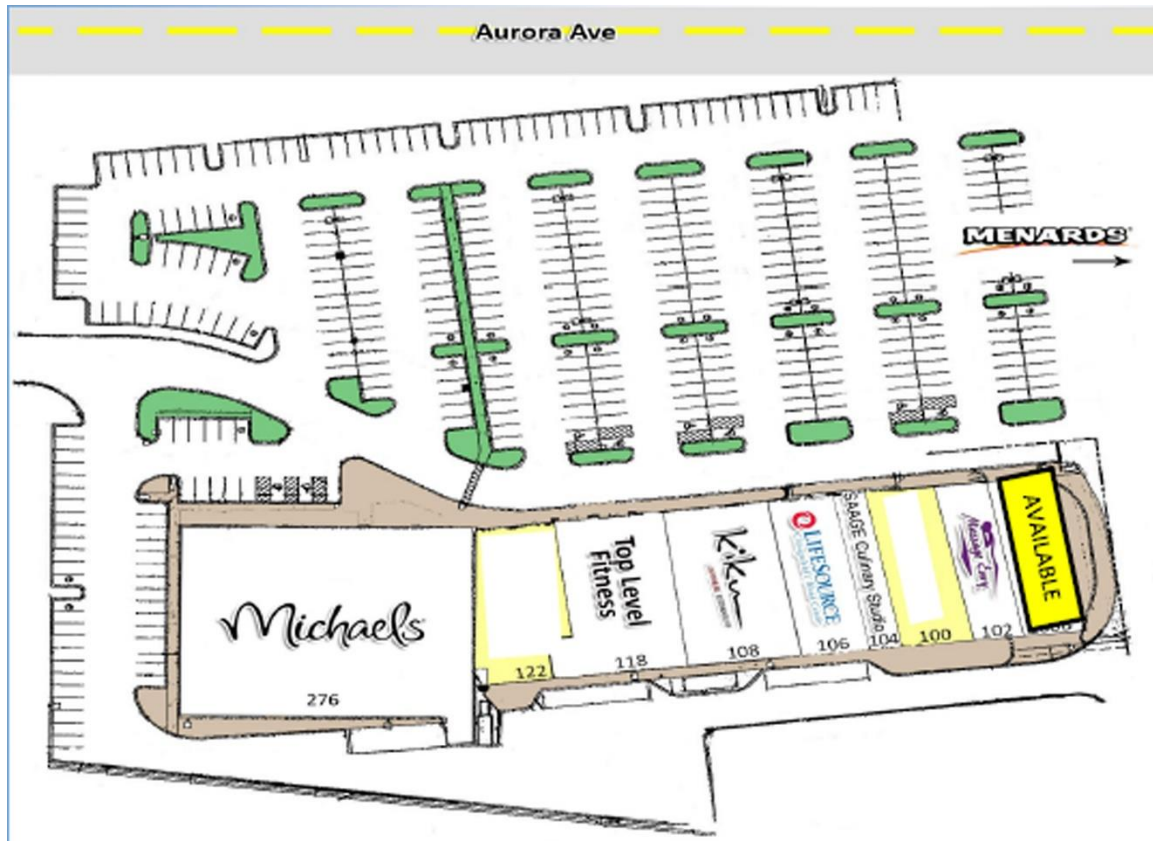 Aurora Ave
MENARDS
Michaels
276
122
Top Level
Fitness
118
Kiku
108
LIFESOURCE
106
SAAGE Culinary Studio
104
100
Massage Envy
102
AVAILABLE